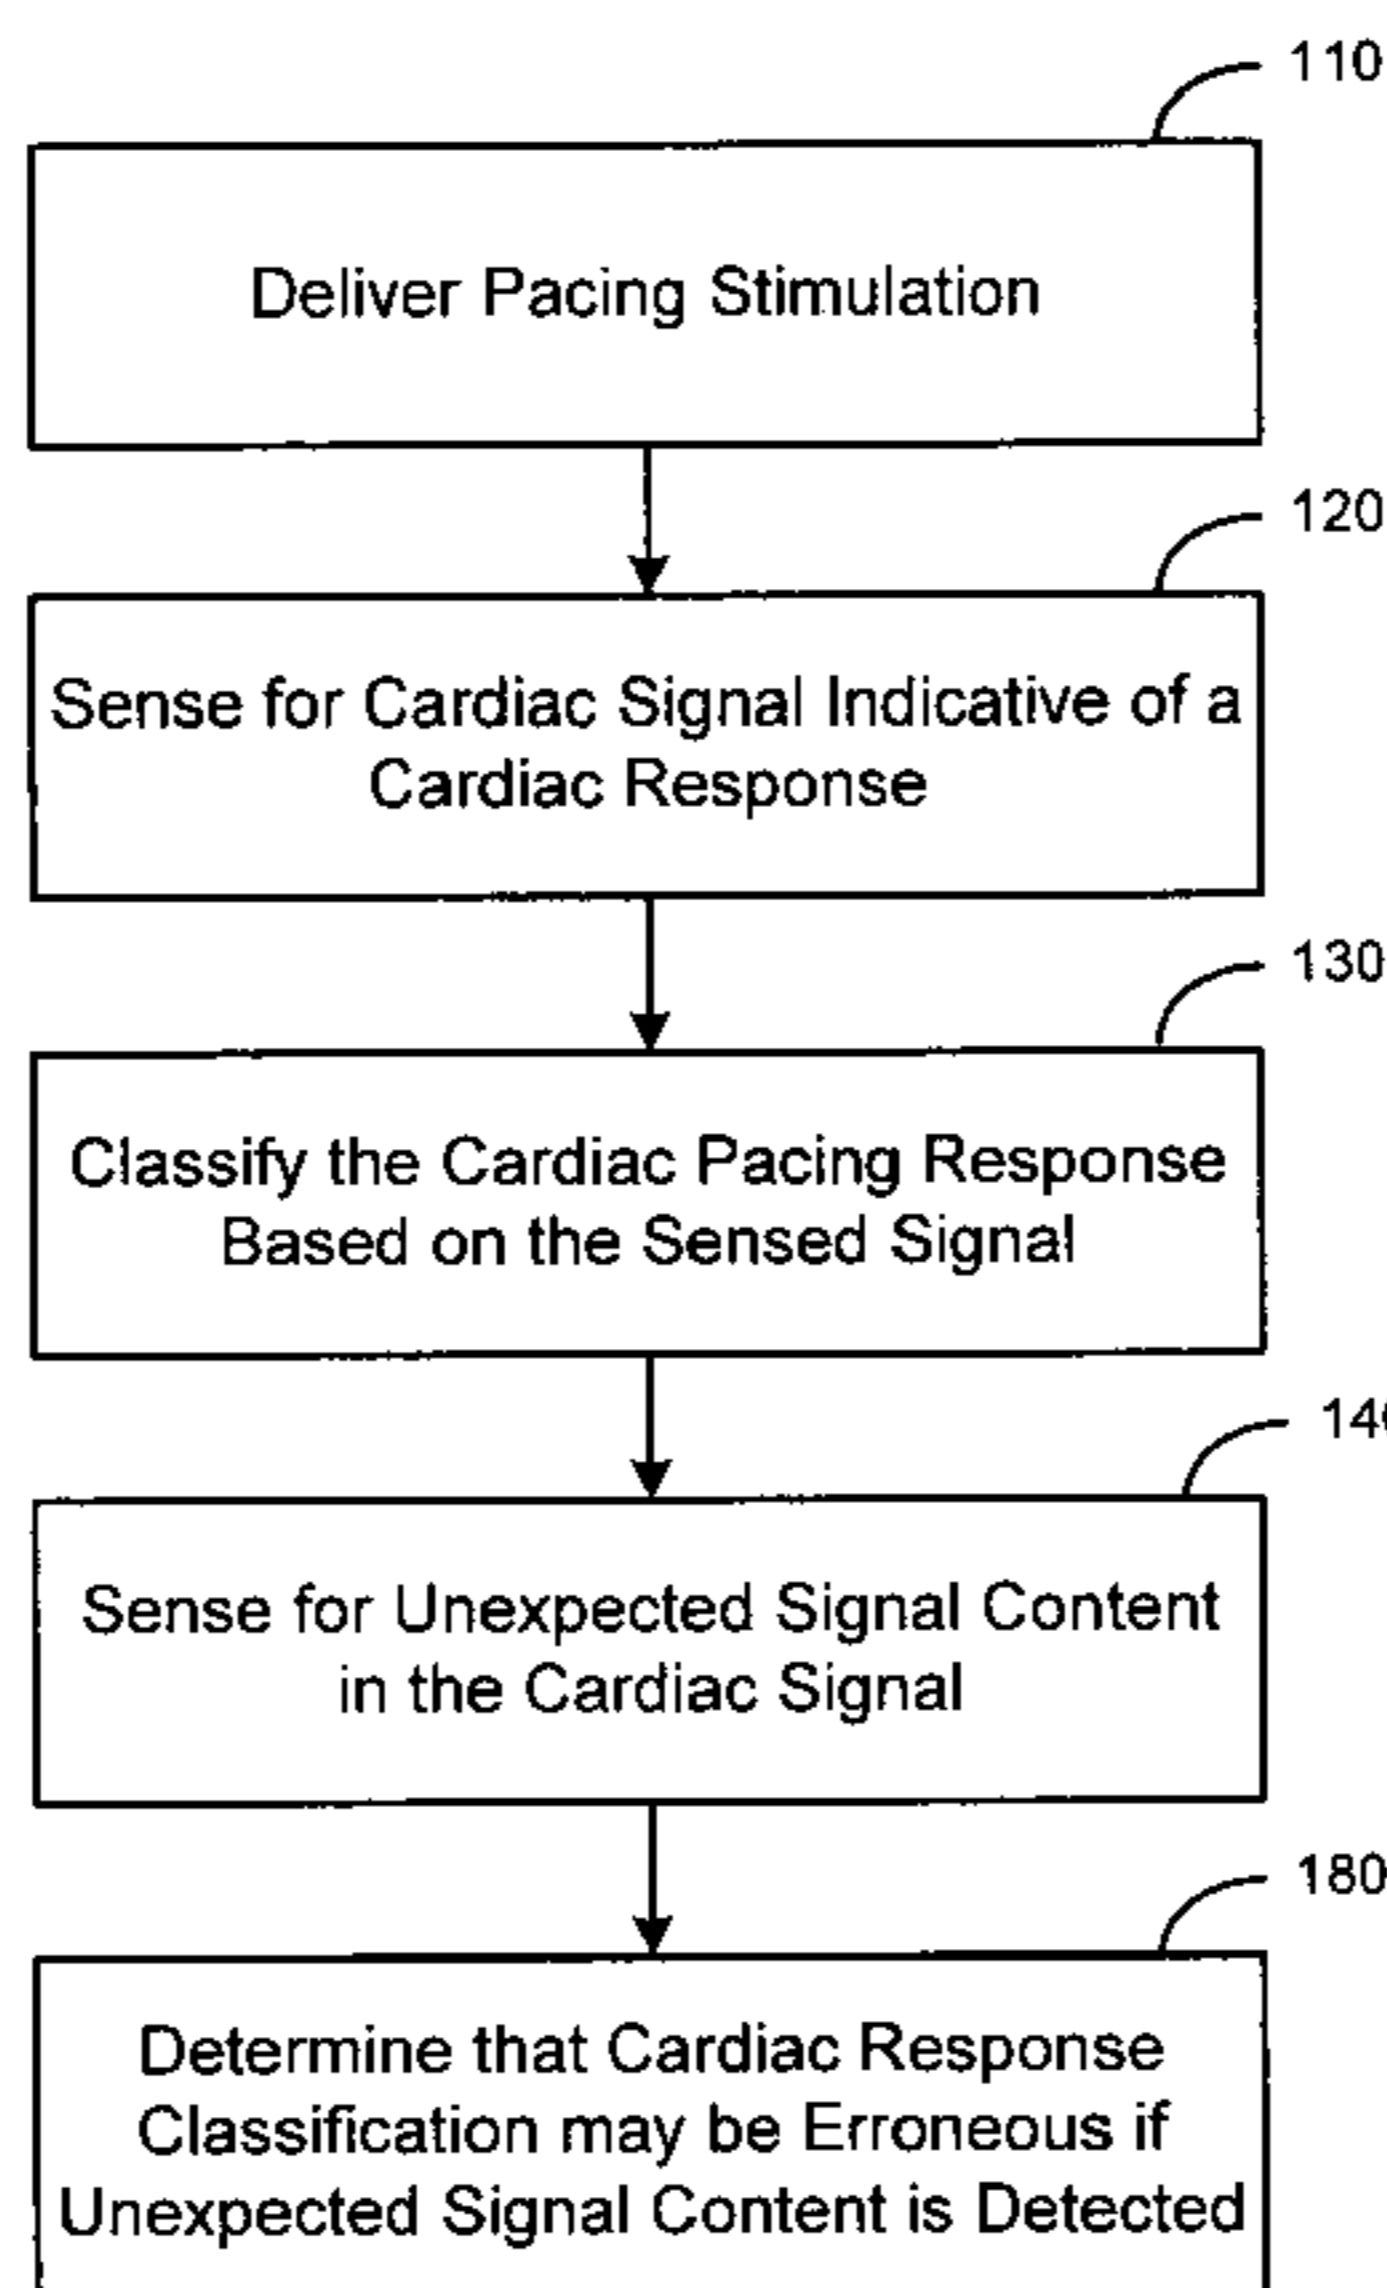 110
Deliver Pacing Stimulation
120
Sense for Cardiac Signal Indicative of a
Cardiac Response
130
Classify the Cardiac Pacing Response
Based on the Sensed Signal
140
Sense for Unexpected Signal Content
in the Cardiac Signal
180
Determine that Cardiac Response
Classification may be Erroneous if
Unexpected Signal Content is Detected